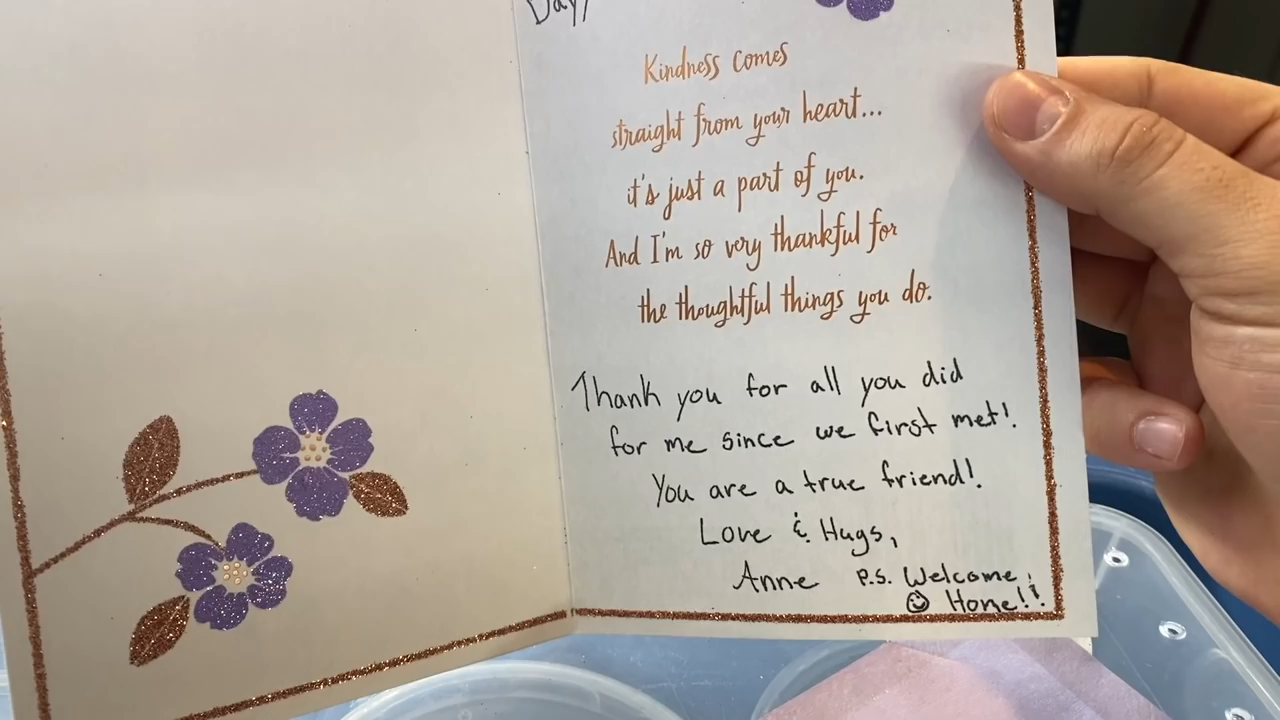 Kindness comes
straight from your heart...
it's just a part of you.
And I'm so very thankful for
the thoughtful things you do.
Thank you for all you did
for me since we first met!
You are a true friend!
Love & Hugs,
Anne P.S. Welcome
☺ Home!!